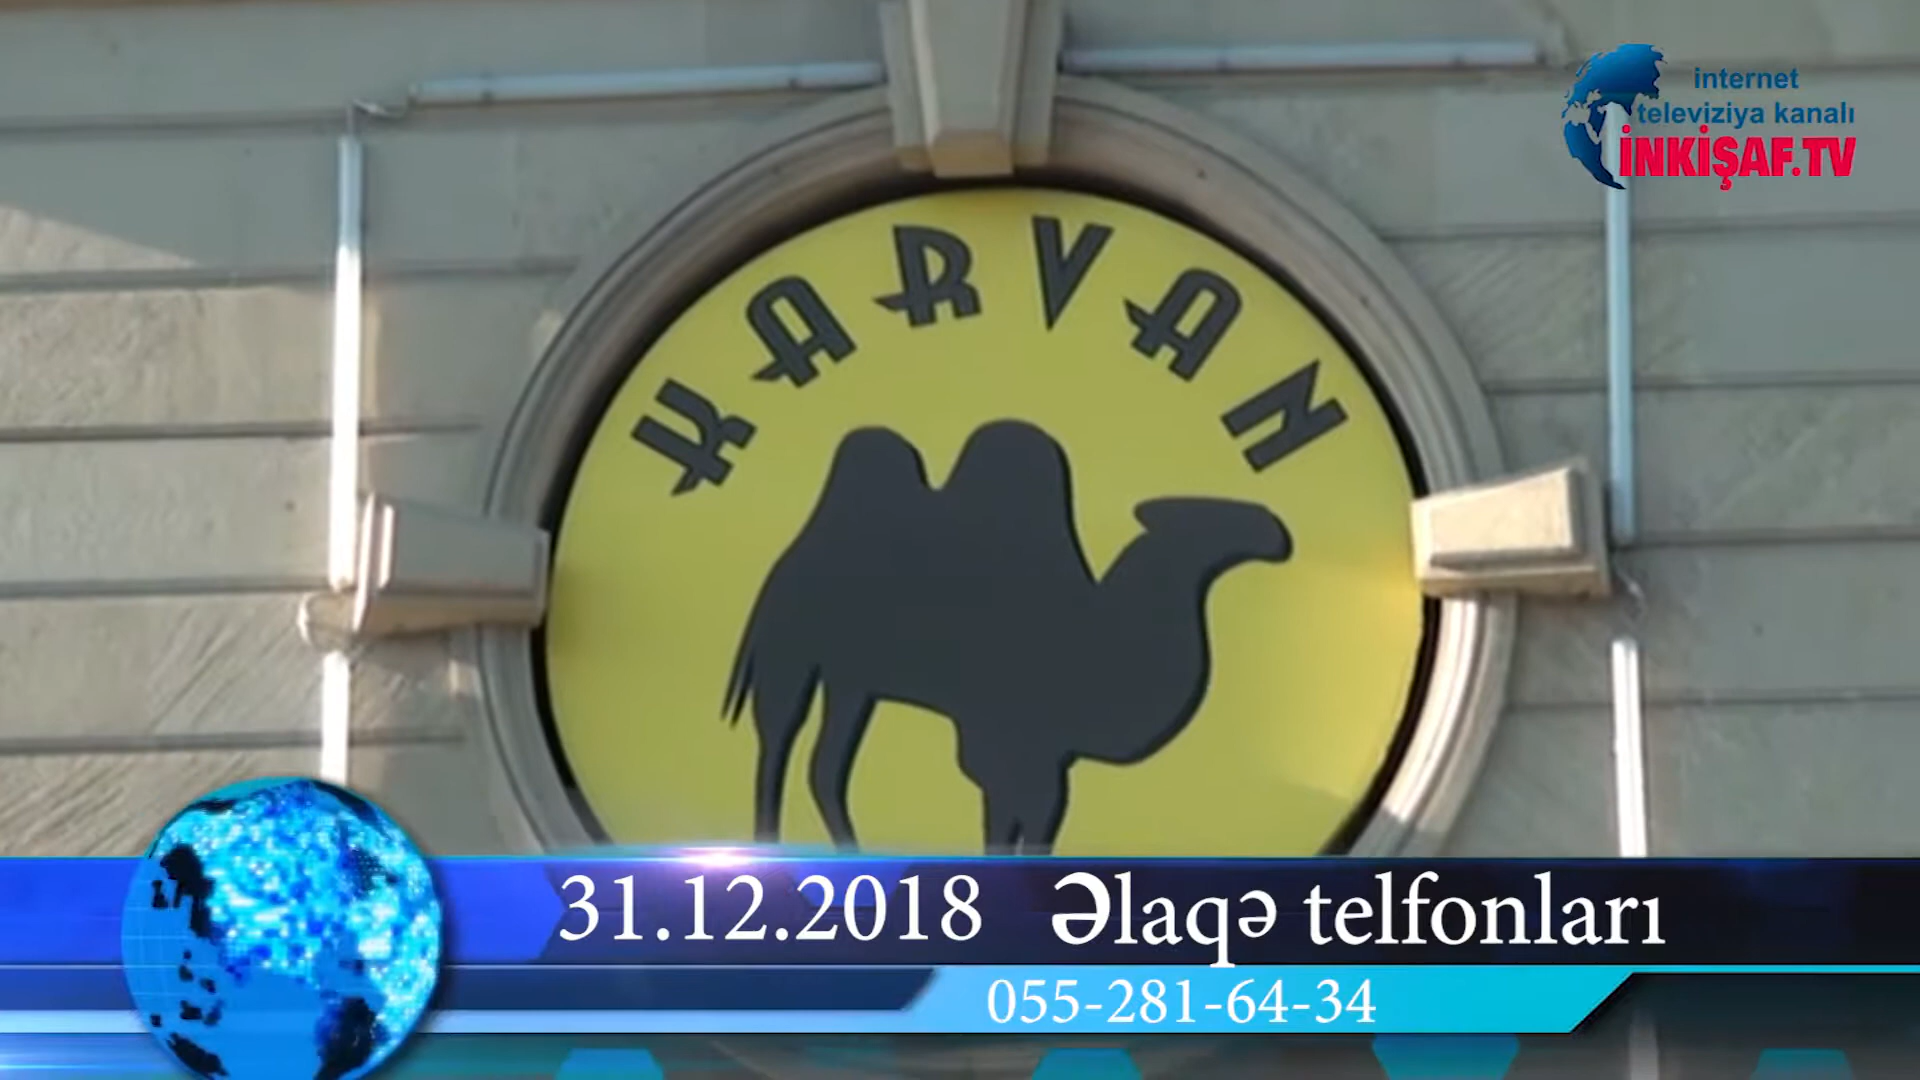 internet
televiziya kanalı
İNKİŞAF.TV
KARVAN
31.12.2018 Əlaqə telfonları
055-281-64-34